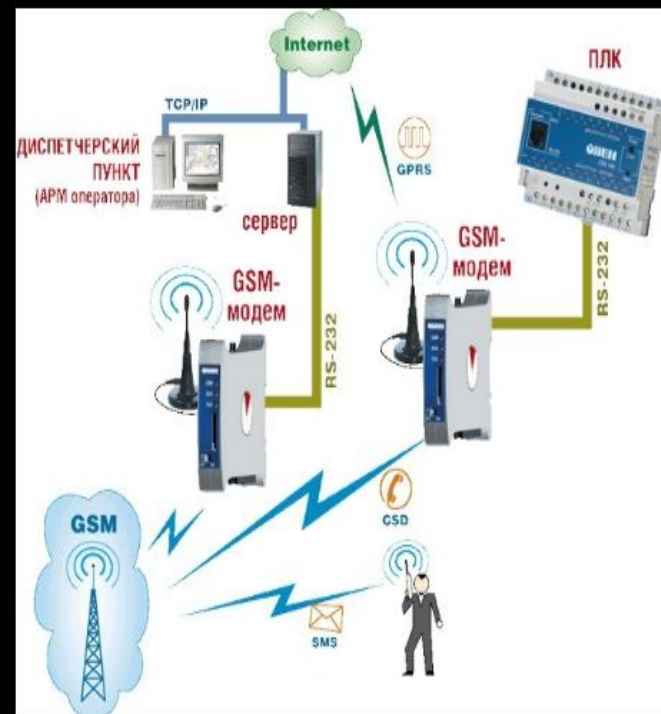 Internet
ПЛК
TCP/IP
ДИСПЕТЧЕРСКИЙ
ПУНКТ
(АРМ оператора)
GPRS
ОВЕН
сервер
GSM-
модем
GSM-
модем
RS-232
RS-232
GSM
CSD
SMS